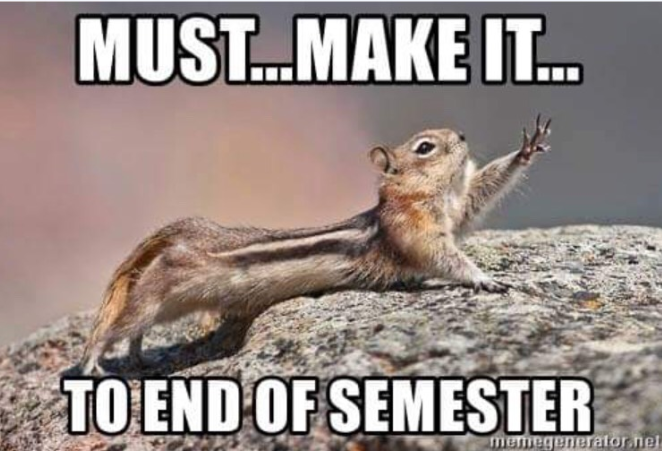 MUST...MAKE IT...
TO END OF SEMESTER
memegenerator.net